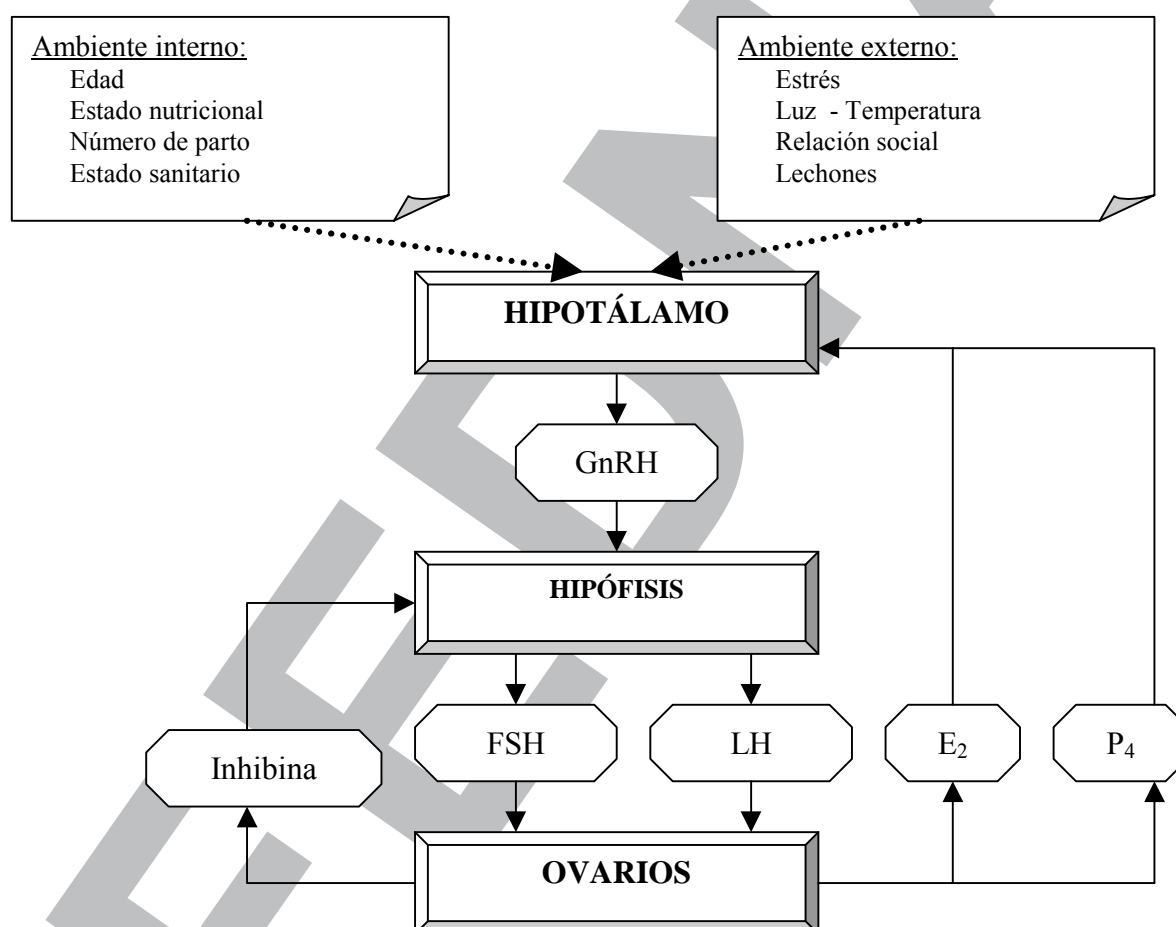 Ambiente interno:
Edad
Estado nutricional
Número de parto
Estado sanitario
Ambiente externo:
Estrés
Luz - Temperatura
Relación social
Lechones
HIPOTÁLAMO
GnRH
HIPÓFISIS
Inhibina
FSH
LH
E₂
P₄
OVARIOS